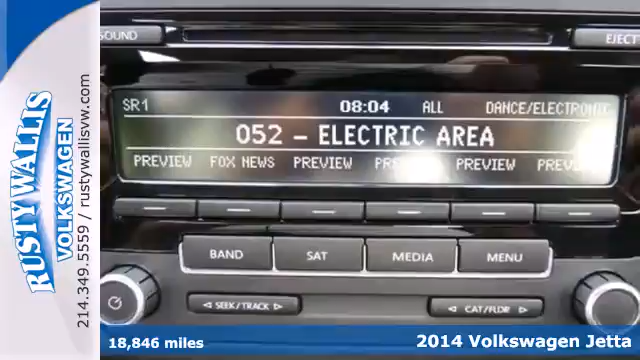 RUSTY WALLIS
VOLKSWAGEN
214.349.5559 / rustywallisvw.com
SOUND
EJECT
SR1 08:04 ALL DANCE/ELECTRONIC
052 - ELECTRIC AREA
PREVIEW FOX NEWS PREVIEW PREVIEW
BAND SAT MEDIA MENU
SEEK / TRACK CAT/FLDR
18,846 miles
2014 Volkswagen Jetta